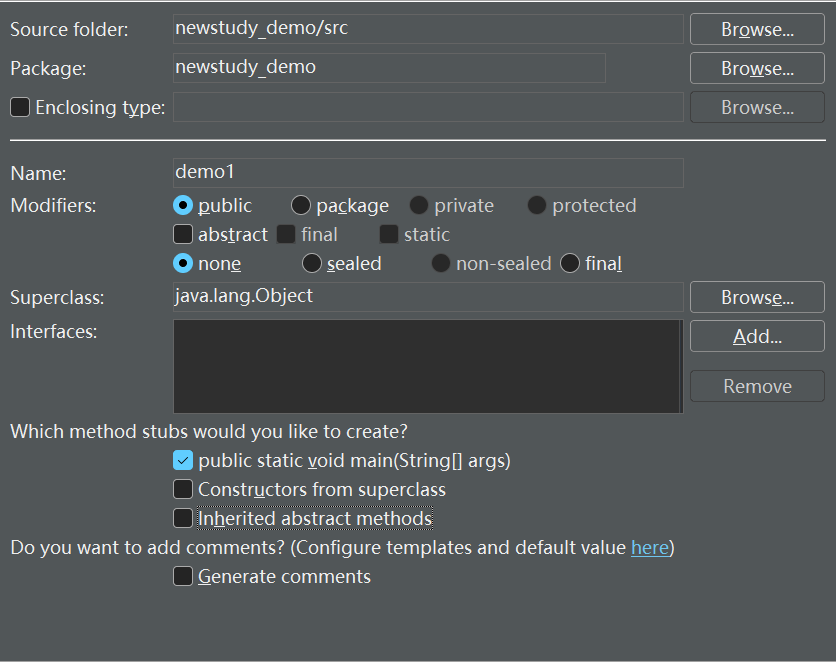 Source folder: newstudy_demo/src Browse...
Package: newstudy_demo Browse...
Enclosing type: Browse...
Name: demo1
Modifiers: public package private protected
abstract final static
none sealed non-sealed final
Superclass: java.lang.Object Browse...
Interfaces: Add...
Remove
Which method stubs would you like to create?
public static void main(String[] args)
Constructors from superclass
Inherited abstract methods
Do you want to add comments? (Configure templates and default value here)
Generate comments